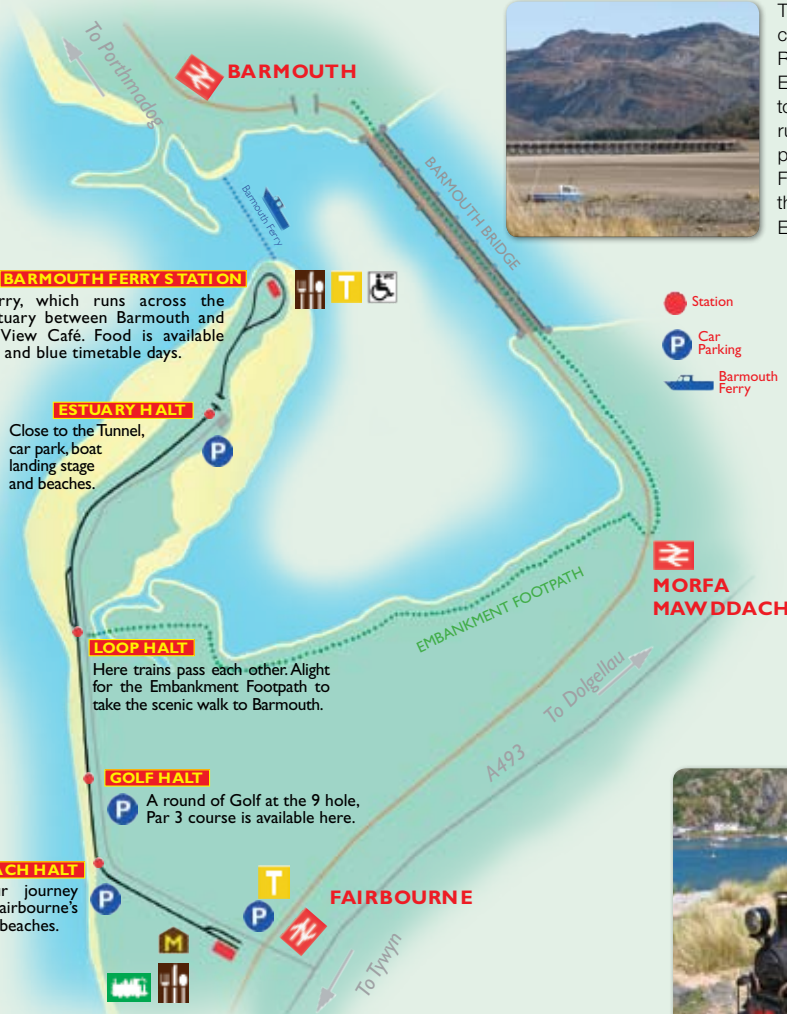 To Porthmadog
BARMOUTH
Barmouth Ferry
BARMOUTH BRIDGE
BARMOUTH FERRY STATION
which runs across the
between Barmouth and
View Café. Food is available
and blue timetable days.
T
Station
P
Car
Parking
Barmouth
Ferry
ESTUARY HALT
Close to the Tunnel,
car park, boat
landing stage
and beaches.
P
MORFA
MAWDDACH
EMBANKMENT FOOTPATH
LOOP HALT
Here trains pass each other. Alight
for the Embankment Footpath to
take the scenic walk to Barmouth.
To Dolgellau
A493
GOLF HALT
P
A round of Golf at the 9 hole,
Par 3 course is available here.
HALT
journey
beaches.
P
T
P
FAIRBOURNE
M
To Tywyn